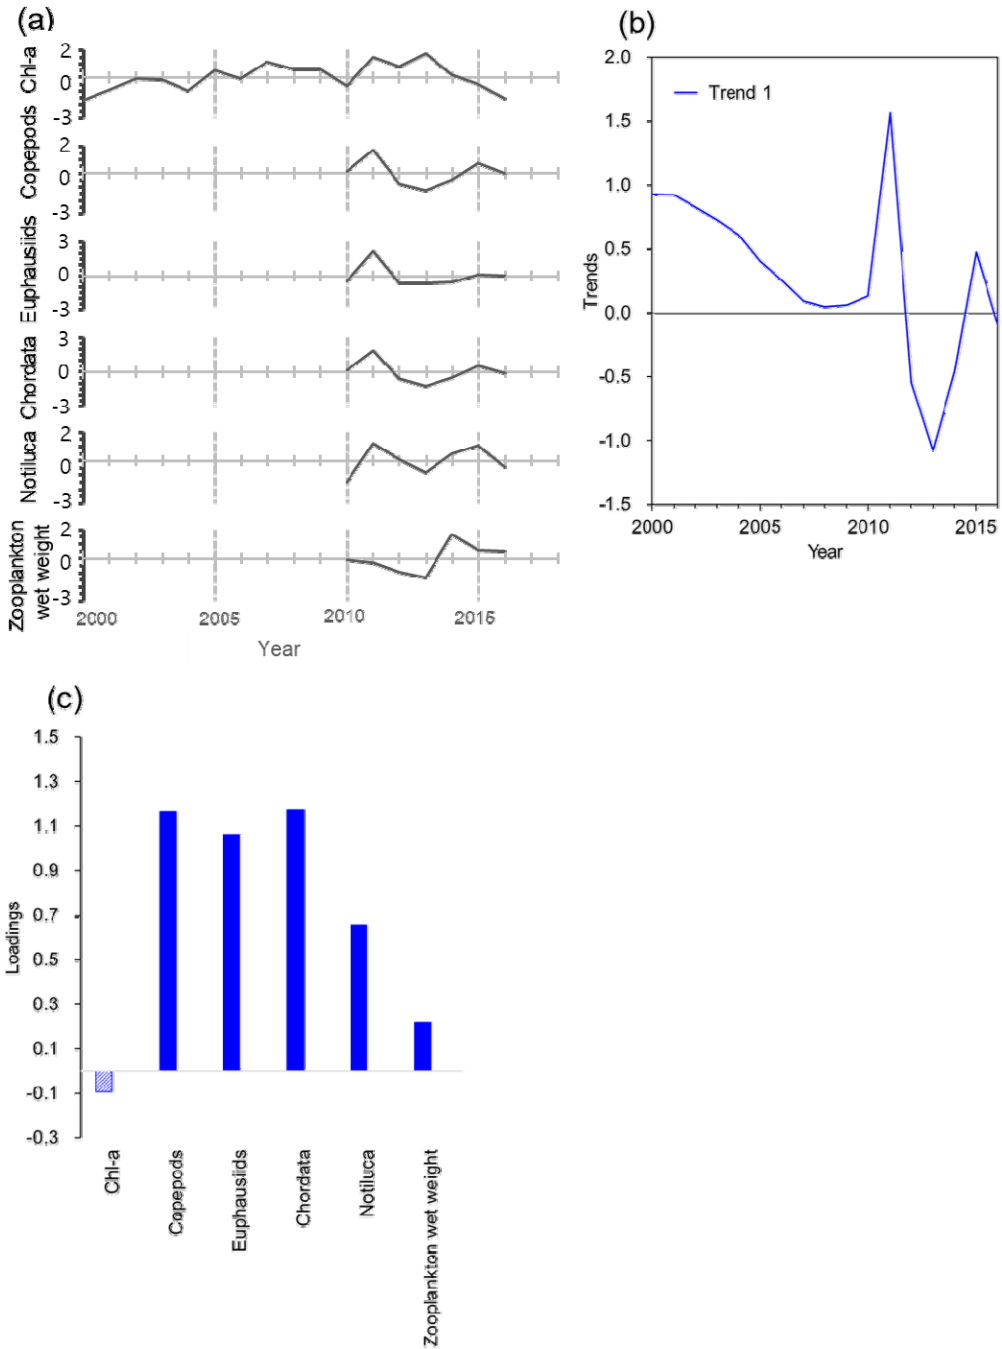 (a)
Chl-a
2
0
-3
Copepods
2
0
-3
Euphausiids
3
0
-3
Chordata
3
0
-3
Notiluca
2
0
-3
Zooplankton
wet weight
2
0
-3
2000
2005
2010
2015
Year
(b)
Trend 1
Trends
2.0
1.5
1.0
0.5
0.0
-0.5
-1.0
-1.5
2000
2005
2010
2015
Year
(c)
Loadings
1.5
1.3
1.1
0.9
0.7
0.5
0.3
0.1
-0.1
-0.3
Chl-a
Copepods
Euphausiids
Chordata
Notiluca
Zooplankton wet weight